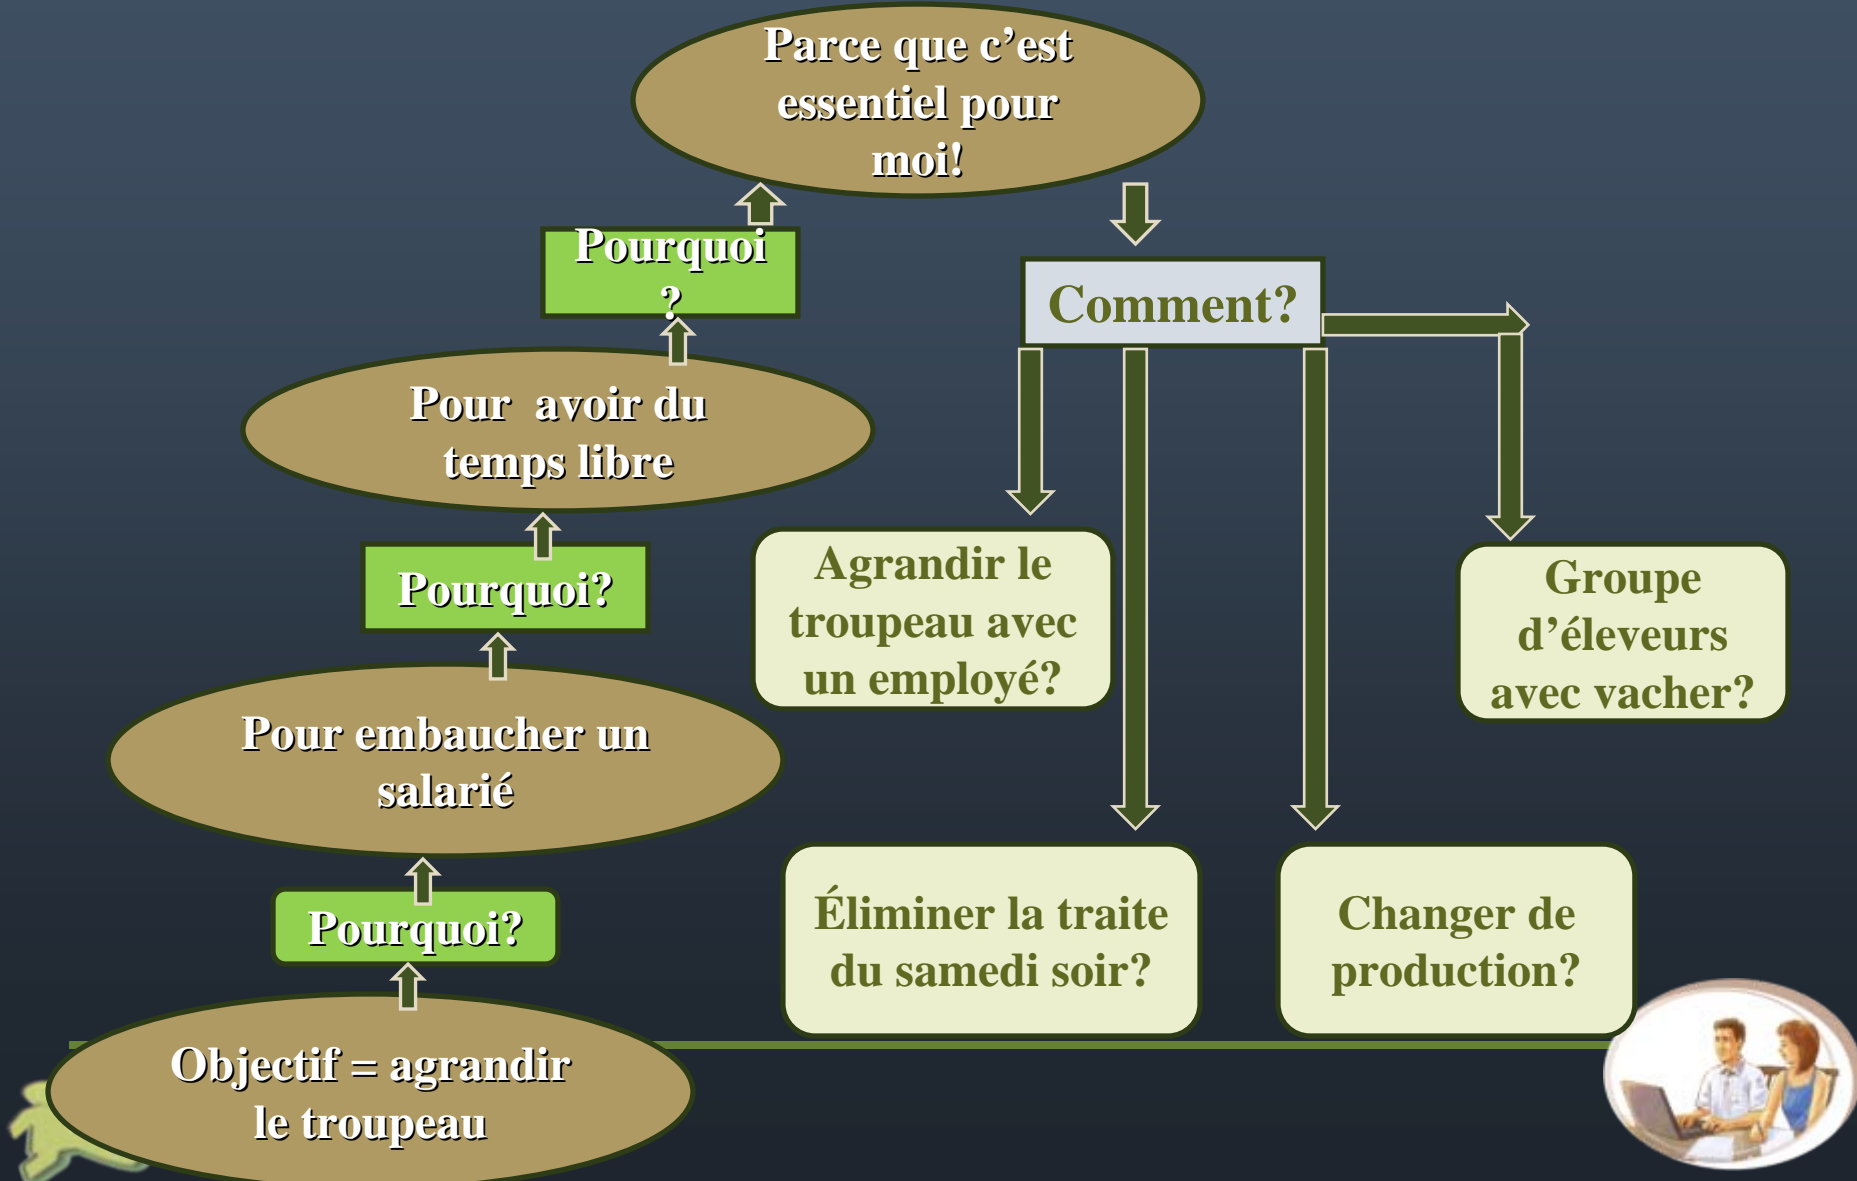 Parce que c’est
essentiel pour
moi!
Pourquoi
?
Comment?
Pour  avoir du
temps libre
Pourquoi?
Agrandir le
troupeau avec
un employé?
Groupe
d’éleveurs
avec vacher?
Pour embaucher un
salarié
Pourquoi?
Éliminer la traite
du samedi soir?
Changer de
production?
Objectif = agrandir
le troupeau